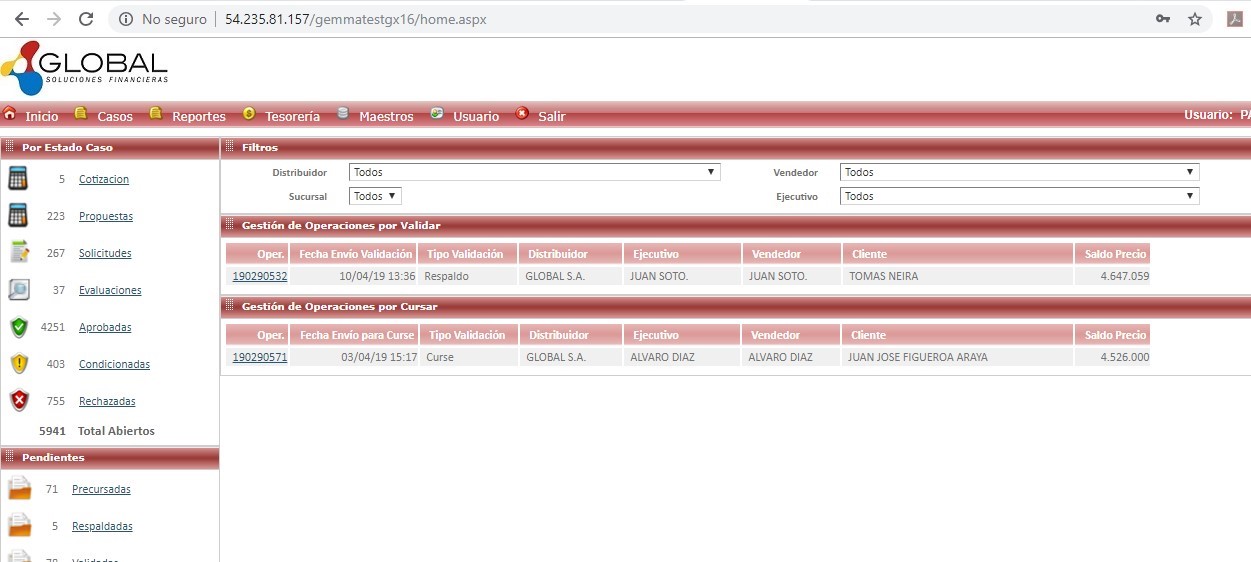 No seguro | 54.235.81.157/gemmatestgx16/home.aspx
GLOBAL
SOLUCIONES FINANCIERAS
Inicio Casos Reportes Tesorería Maestros Usuario Salir Usuario: PA
Por Estado Caso
5 Cotizacion
223 Propuestas
267 Solicitudes
37 Evaluaciones
4251 Aprobadas
403 Condicionadas
755 Rechazadas
5941 Total Abiertos
Pendientes
71 Precursadas
5 Respaldadas
Filtros
Distribuidor Todos Vendedor Todos
Sucursal Todos Ejecutivo Todos
Gestión de Operaciones por Validar
Oper. Fecha Envío Validación Tipo Validación Distribuidor Ejecutivo Vendedor Cliente Saldo Precio
190290532 10/04/19 13:36 Respaldo GLOBAL S.A. JUAN SOTO. JUAN SOTO. TOMAS NEIRA 4.647.059
Gestión de Operaciones por Cursar
Oper. Fecha Envío para Curse Tipo Validación Distribuidor Ejecutivo Vendedor Cliente Saldo Precio
190290571 03/04/19 15:17 Curse GLOBAL S.A. ALVARO DIAZ ALVARO DIAZ JUAN JOSE FIGUEROA ARAYA 4.526.000